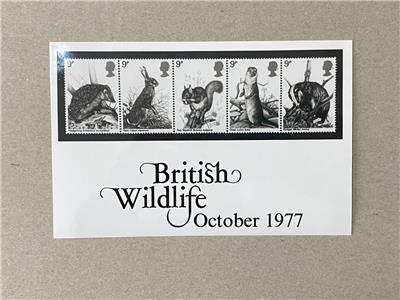 9p 9p 9p 9p 9p
British
Wildlife
October 1977